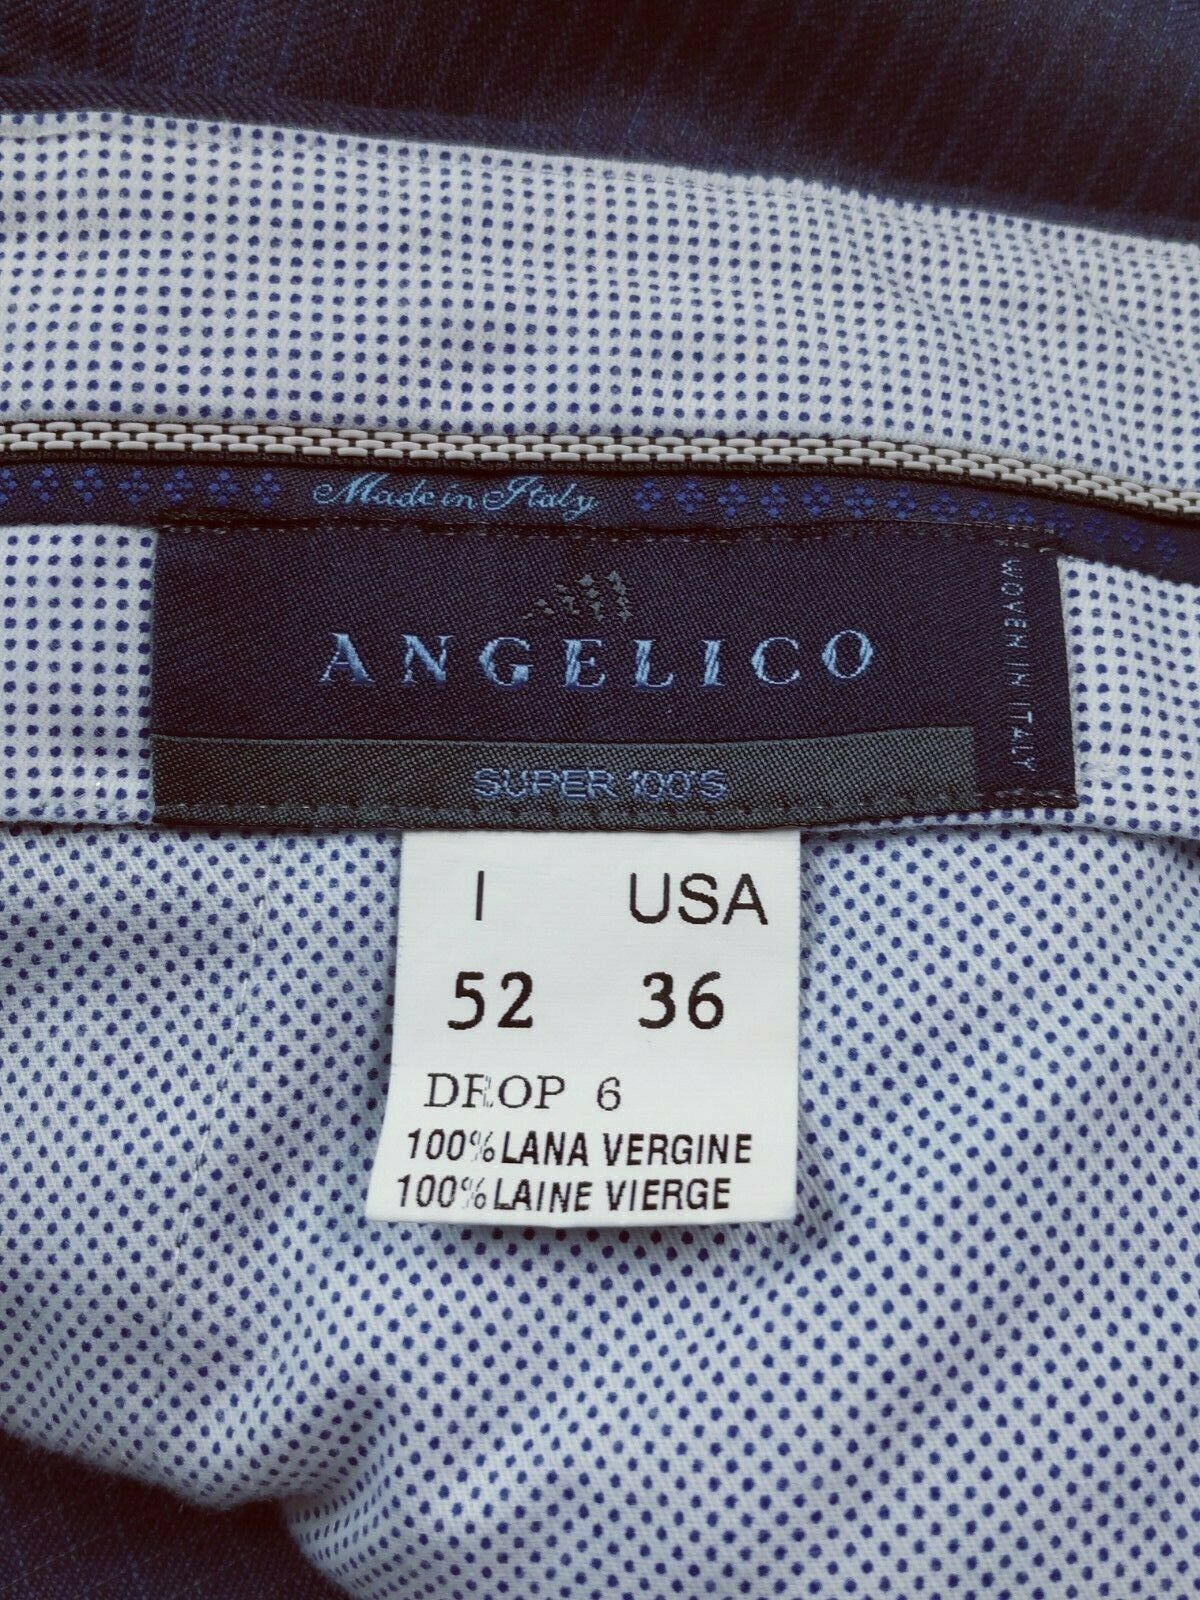 Made in Italy
ANGELICO
WOVEN IN ITALY
SUPER 100'S
I USA
52 36
DROP 6
100% LANA VERGINE
100% LAINE VIERGE